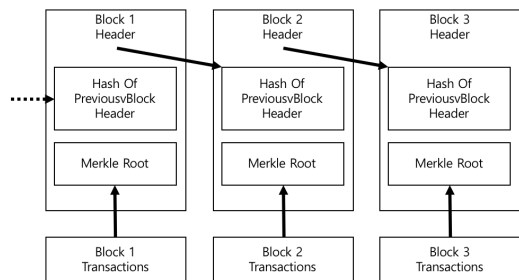 Block 1
Header
Block 2
Header
Block 3
Header
Hash Of
PreviousvBlock
Header
Hash Of
PreviousvBlock
Header
Hash Of
PreviousvBlock
Header
Merkle Root
Merkle Root
Merkle Root
Block 1
Transactions
Block 2
Transactions
Block 3
Transactions